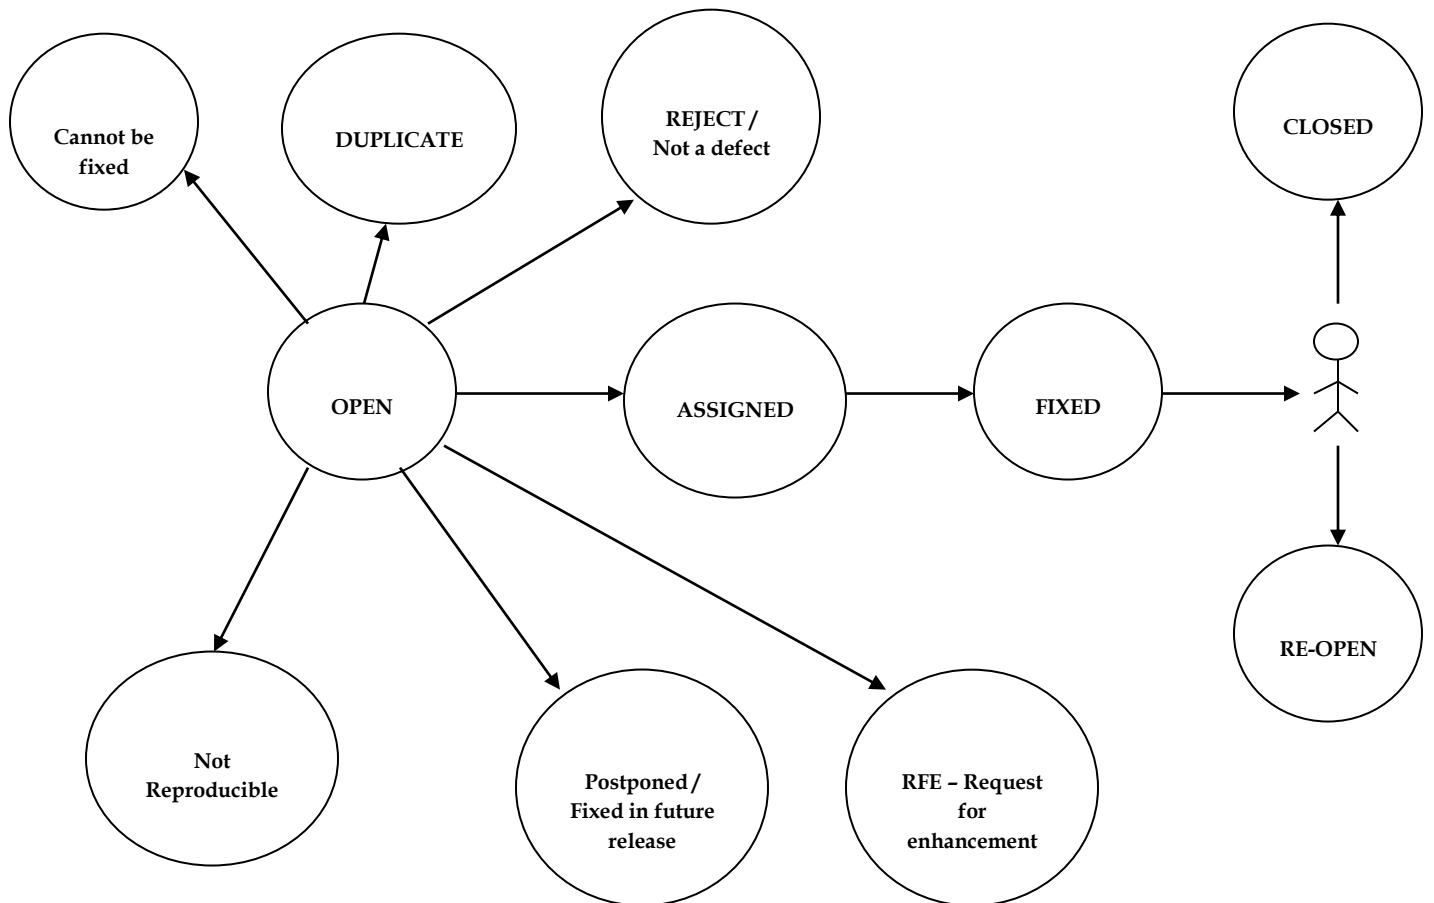 Cannot be
fixed
DUPLICATE
REJECT /
Not a defect
CLOSED
OPEN
ASSIGNED
FIXED
RE-OPEN
Not
Reproducible
Postponed /
Fixed in future
release
RFE – Request
for
enhancement